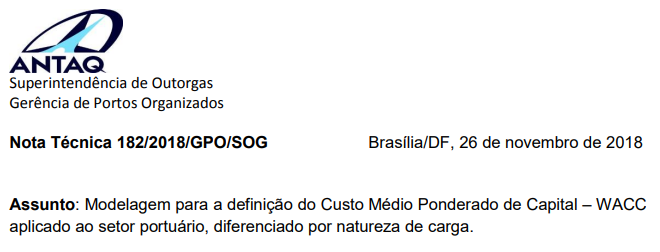 ANTAQ
Superintendência de Outorgas
Gerência de Portos Organizados
Nota Técnica 182/2018/GPO/SOG Brasília/DF, 26 de novembro de 2018
Assunto: Modelagem para a definição do Custo Médio Ponderado de Capital – WACC
aplicado ao setor portuário, diferenciado por natureza de carga.